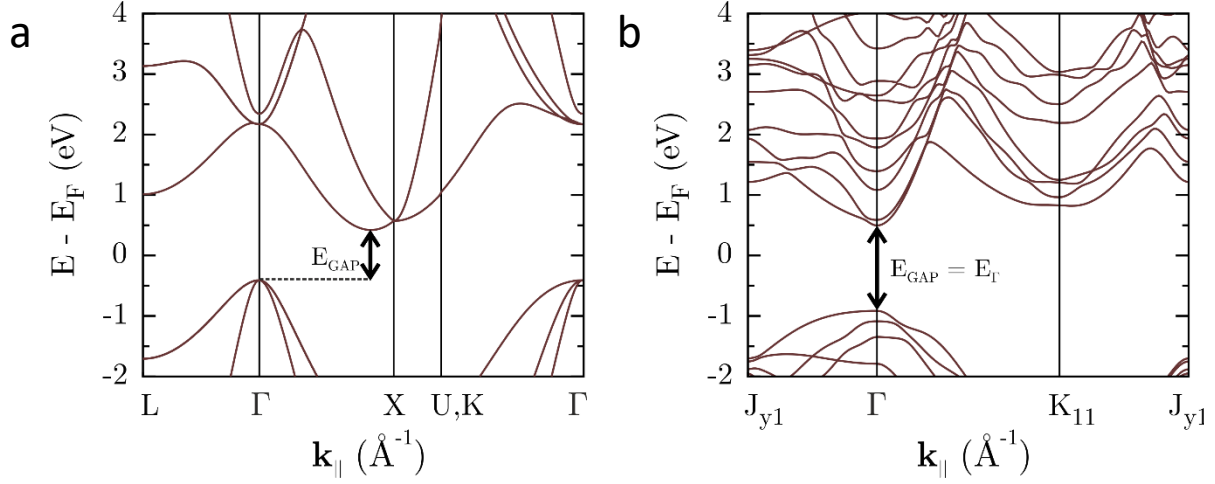 a
E - E_F (eV)
4
3
2
1
0
-1
-2
E_GAP
L Γ X U,K Γ
k_|| (Å^-1)
b
E - E_F (eV)
4
3
2
1
0
-1
-2
E_GAP = E_Γ
J_y1 Γ K_11 J_y1
k_|| (Å^-1)